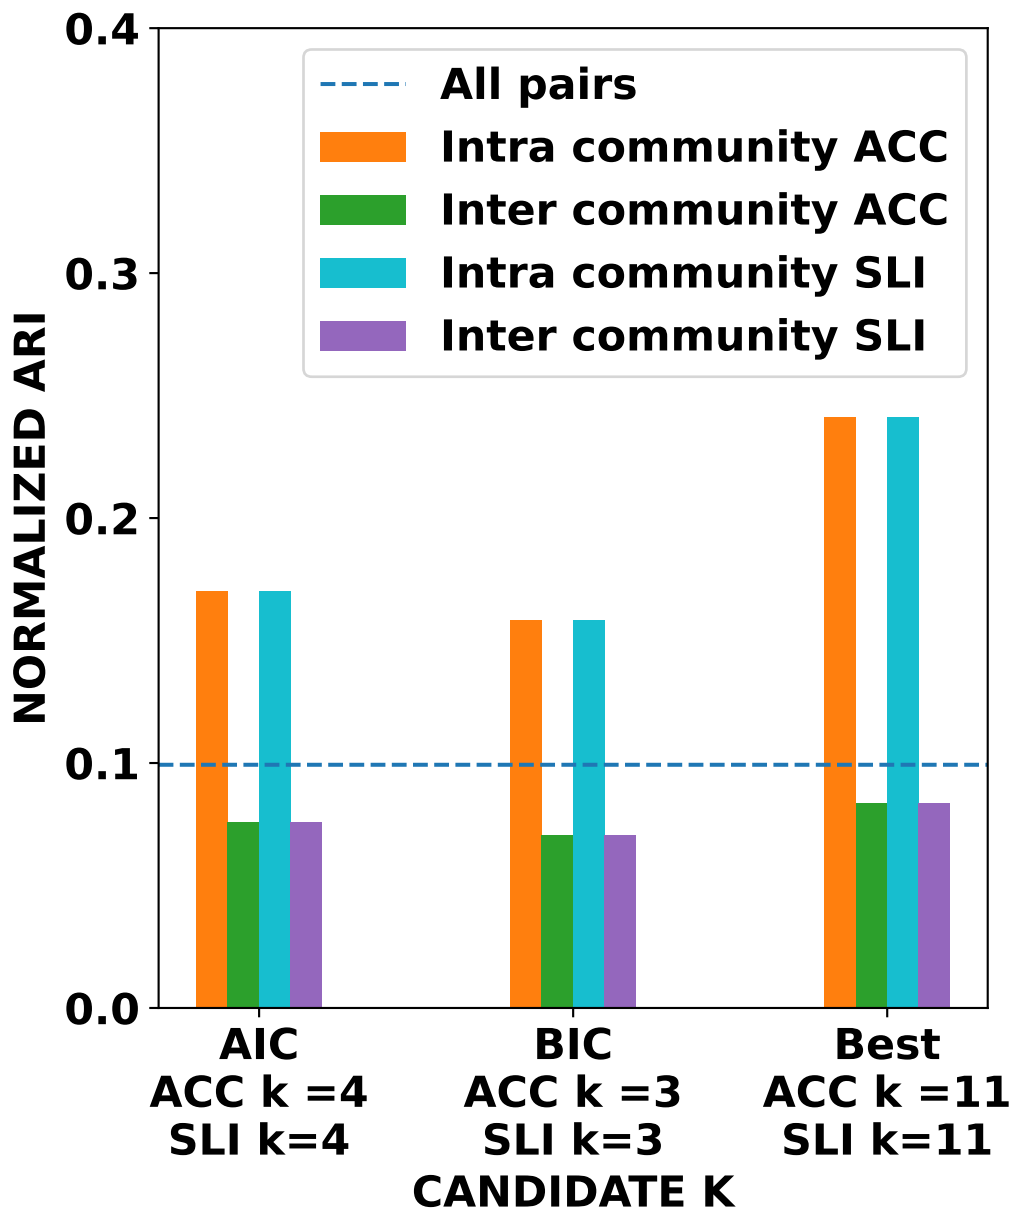 0.4
All pairs
Intra community ACC
Inter community ACC
Intra community SLI
Inter community SLI
0.3
0.2
0.1
0.0
NORMALIZED ARI
AIC
ACC k =4
SLI k=4
BIC
ACC k =3
SLI k=3
Best
ACC k =11
SLI k=11
CANDIDATE K